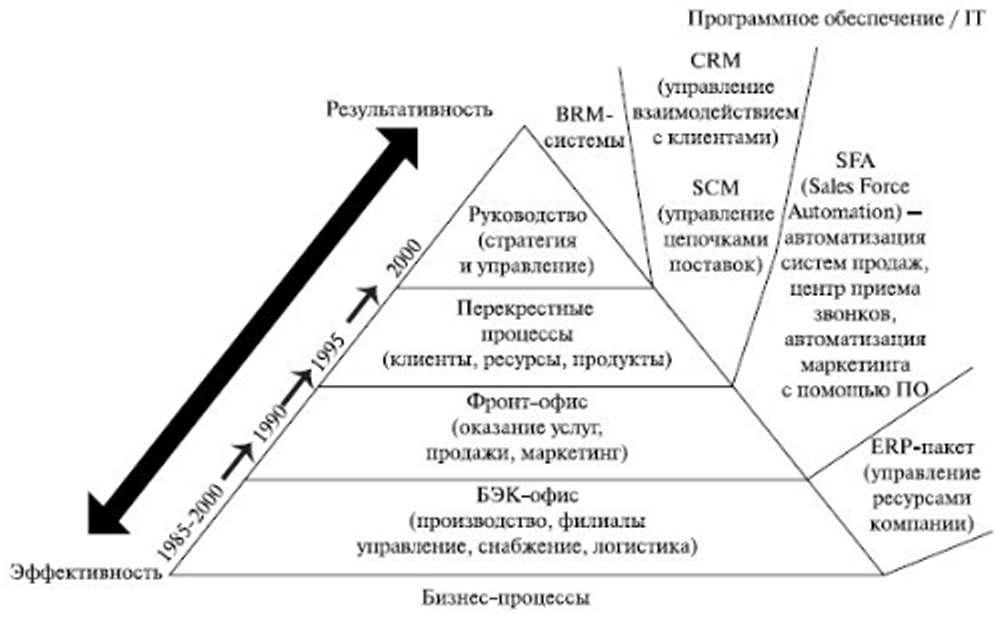 Программное обеспечение / IT
CRM
(управление
взаимодействием
с клиентами)
Результативность
BRM-
системы
SCM
(управление
цепочками
поставок)
SFA
(Sales Force
Automation) —
автоматизация
систем продаж,
центр приема
звонков,
автоматизация
маркетинга
с помощью ПО
Руководство
(стратегия
и управление)
2000
Перекрестные
процессы
(клиенты, ресурсы, продукты)
1995
Фронт-офис
(оказание услуг,
продажи, маркетинг)
1990
ERP-пакет
(управление
ресурсами
компании)
БЭК-офис
(производство, филиалы
управление, снабжение, логистика)
1985-2000
Эффективность
Бизнес-процессы